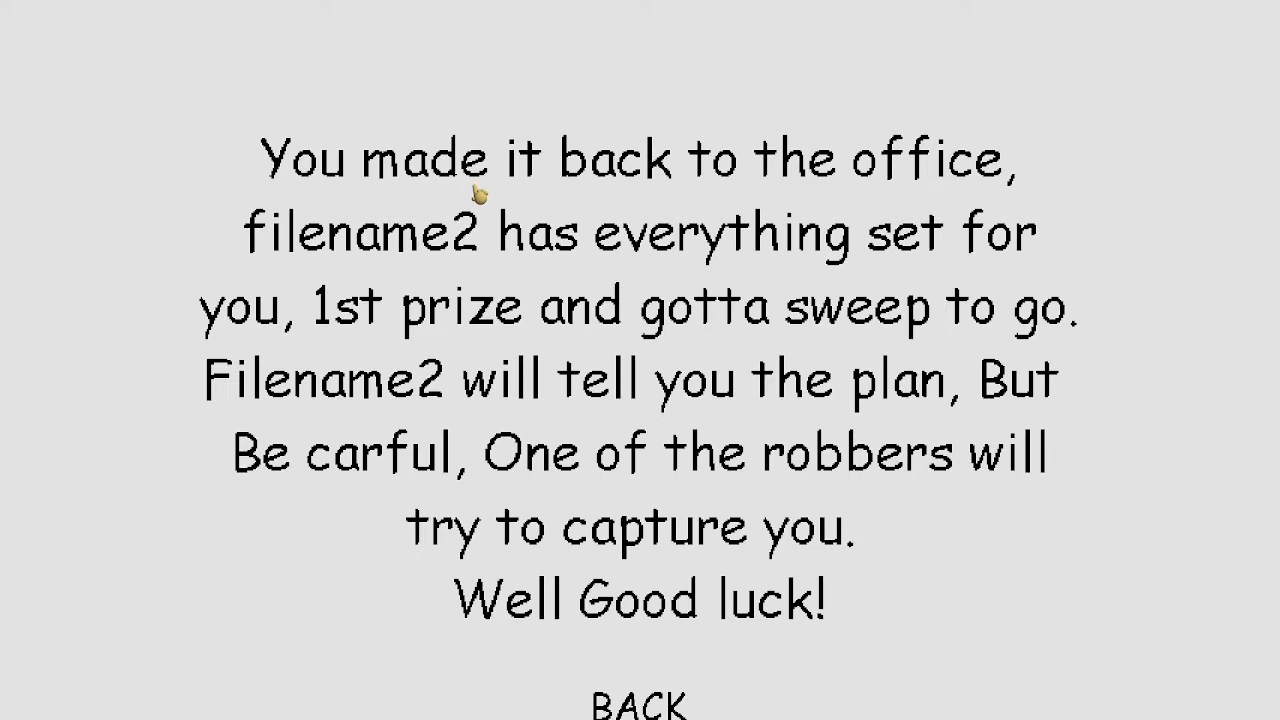 You made it back to the office,
filename2 has everything set for
you, 1st prize and gotta sweep to go.
Filename2 will tell you the plan, But
Be carful, One of the robbers will
try to capture you.
Well Good luck!
BACK